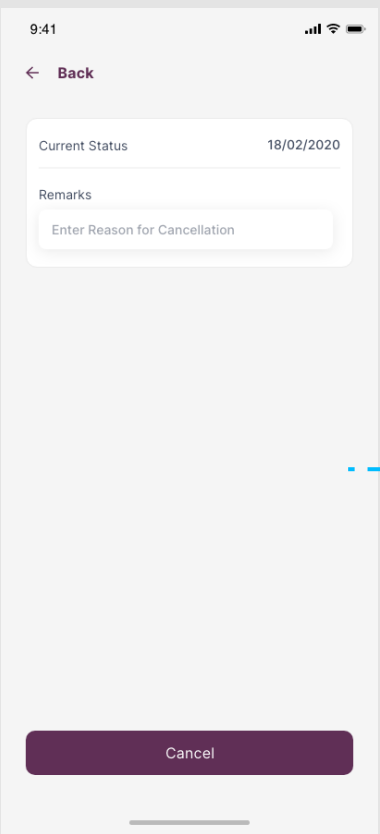 9:41
Back
Current Status 18/02/2020
Remarks
Enter Reason for Cancellation
Cancel